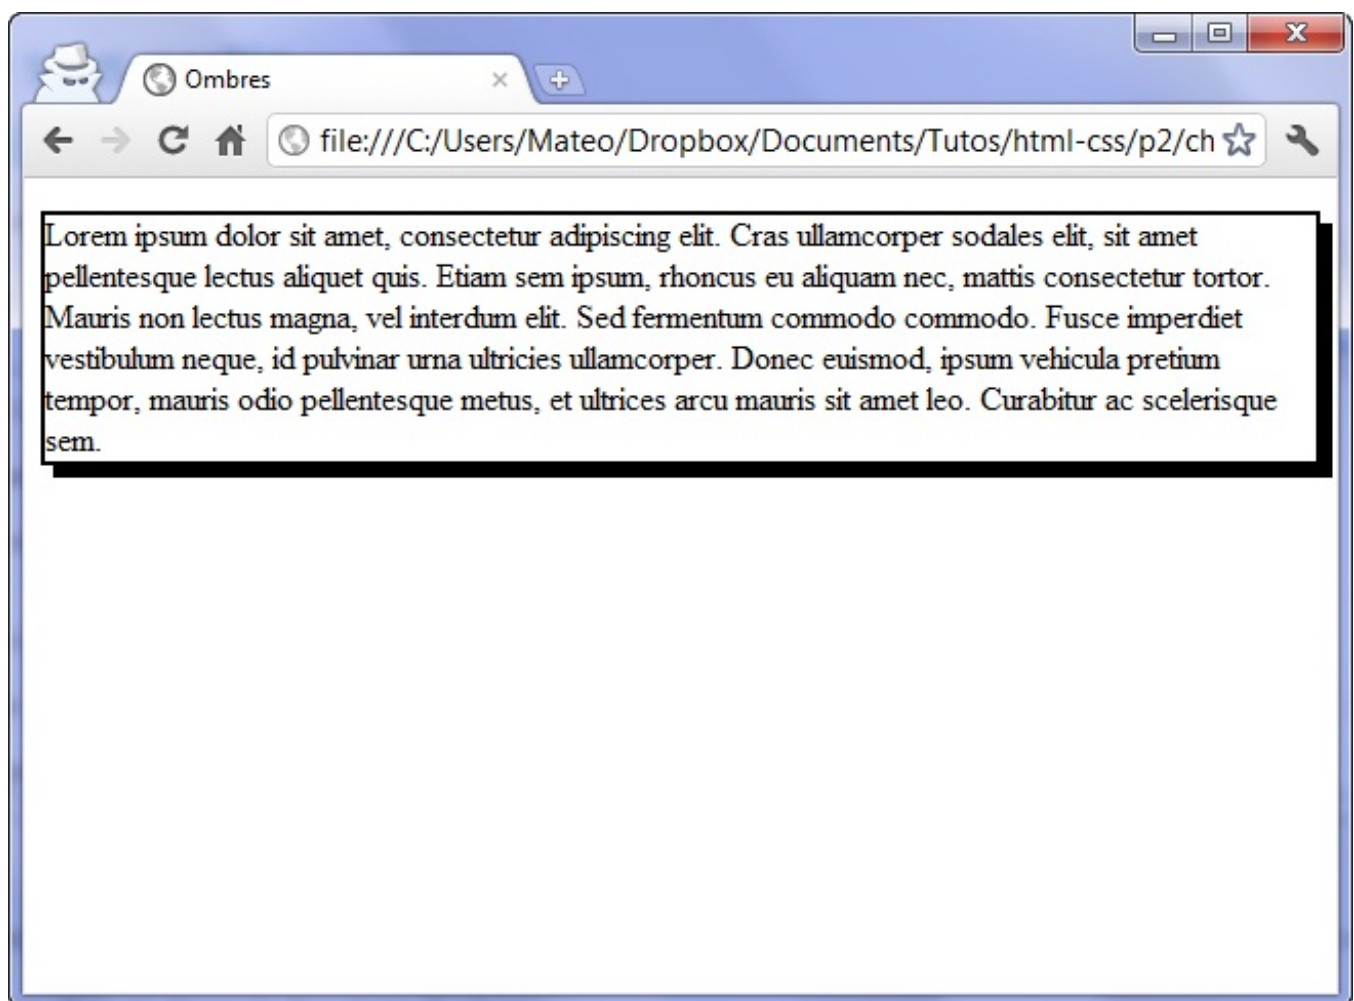 Ombres
file:///C:/Users/Mateo/Dropbox/Documents/Tutos/html-css/p2/ch
Lorem ipsum dolor sit amet, consectetur adipiscing elit. Cras ullamcorper sodales elit, sit amet
pellentesque lectus aliquet quis. Etiam sem ipsum, rhoncus eu aliquam nec, mattis consectetur tortor.
Mauris non lectus magna, vel interdum elit. Sed fermentum commodo commodo. Fusce imperdiet
vestibulum neque, id pulvinar urna ultricies ullamcorper. Donec euismod, ipsum vehicula pretium
tempor, mauris odio pellentesque metus, et ultrices arcu mauris sit amet leo. Curabitur ac scelerisque
sem.